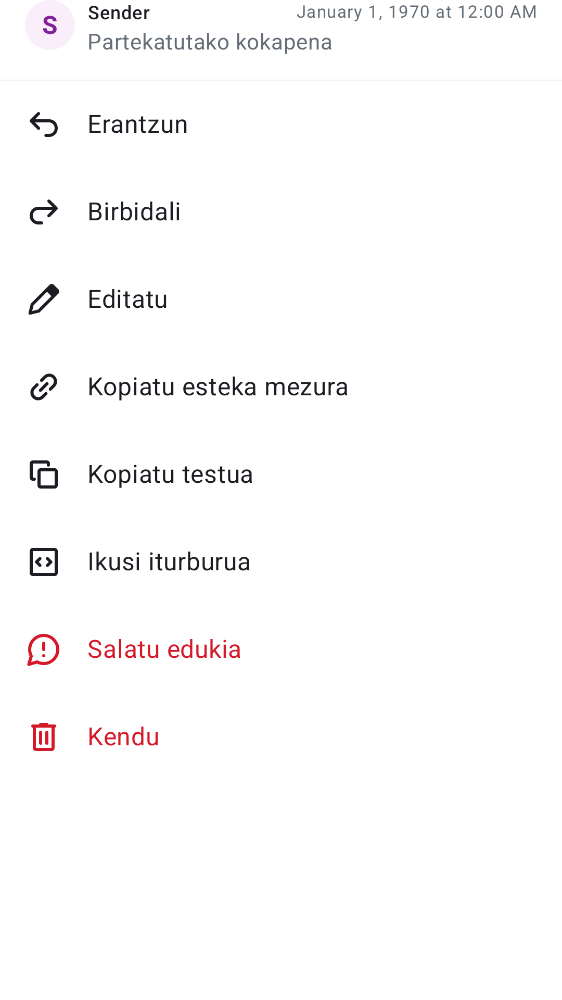 S
Sender
January 1, 1970 at 12:00 AM
Partekatutako kokapena
Erantzun
Birbidali
Editatu
Kopiatu esteka mezura
Kopiatu testua
Ikusi iturburua
Salatu edukia
Kendu